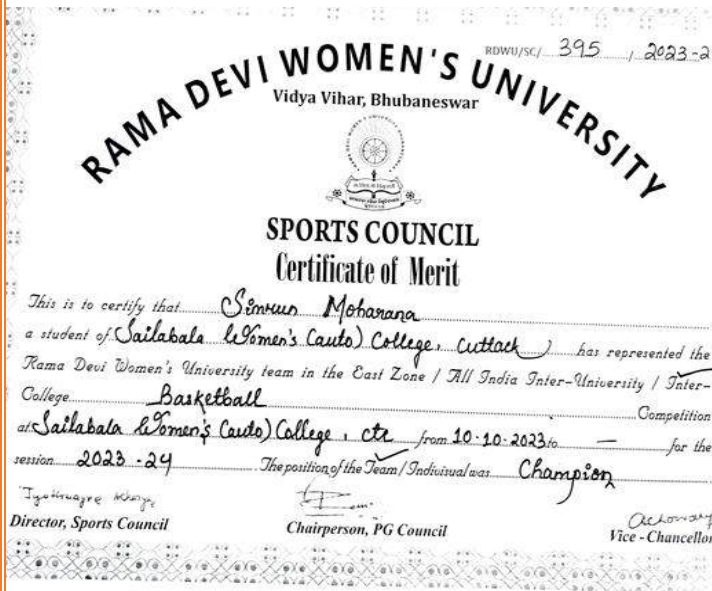 RDWU/SC/ 395 , 2023-2
RAMA DEVI WOMEN'S UNIVERSITY
Vidya Vihar, Bhubaneswar
SPORTS COUNCIL
Certificate of Merit
This is to certify that Simrun Moharana
a student of Sailabala Women's (auto) College, Cuttack has represented the
Rama Devi Women's University team in the East Zone / All India Inter-University / Inter-
College Basketball Competition
at Sailabala Women's (auto) College, ctc from 10-10-2023 to — for the
session 2023-24 The position of the Team/Indivisual was Champion
Director, Sports Council
Chairperson, PG Council
Vice - Chancellor